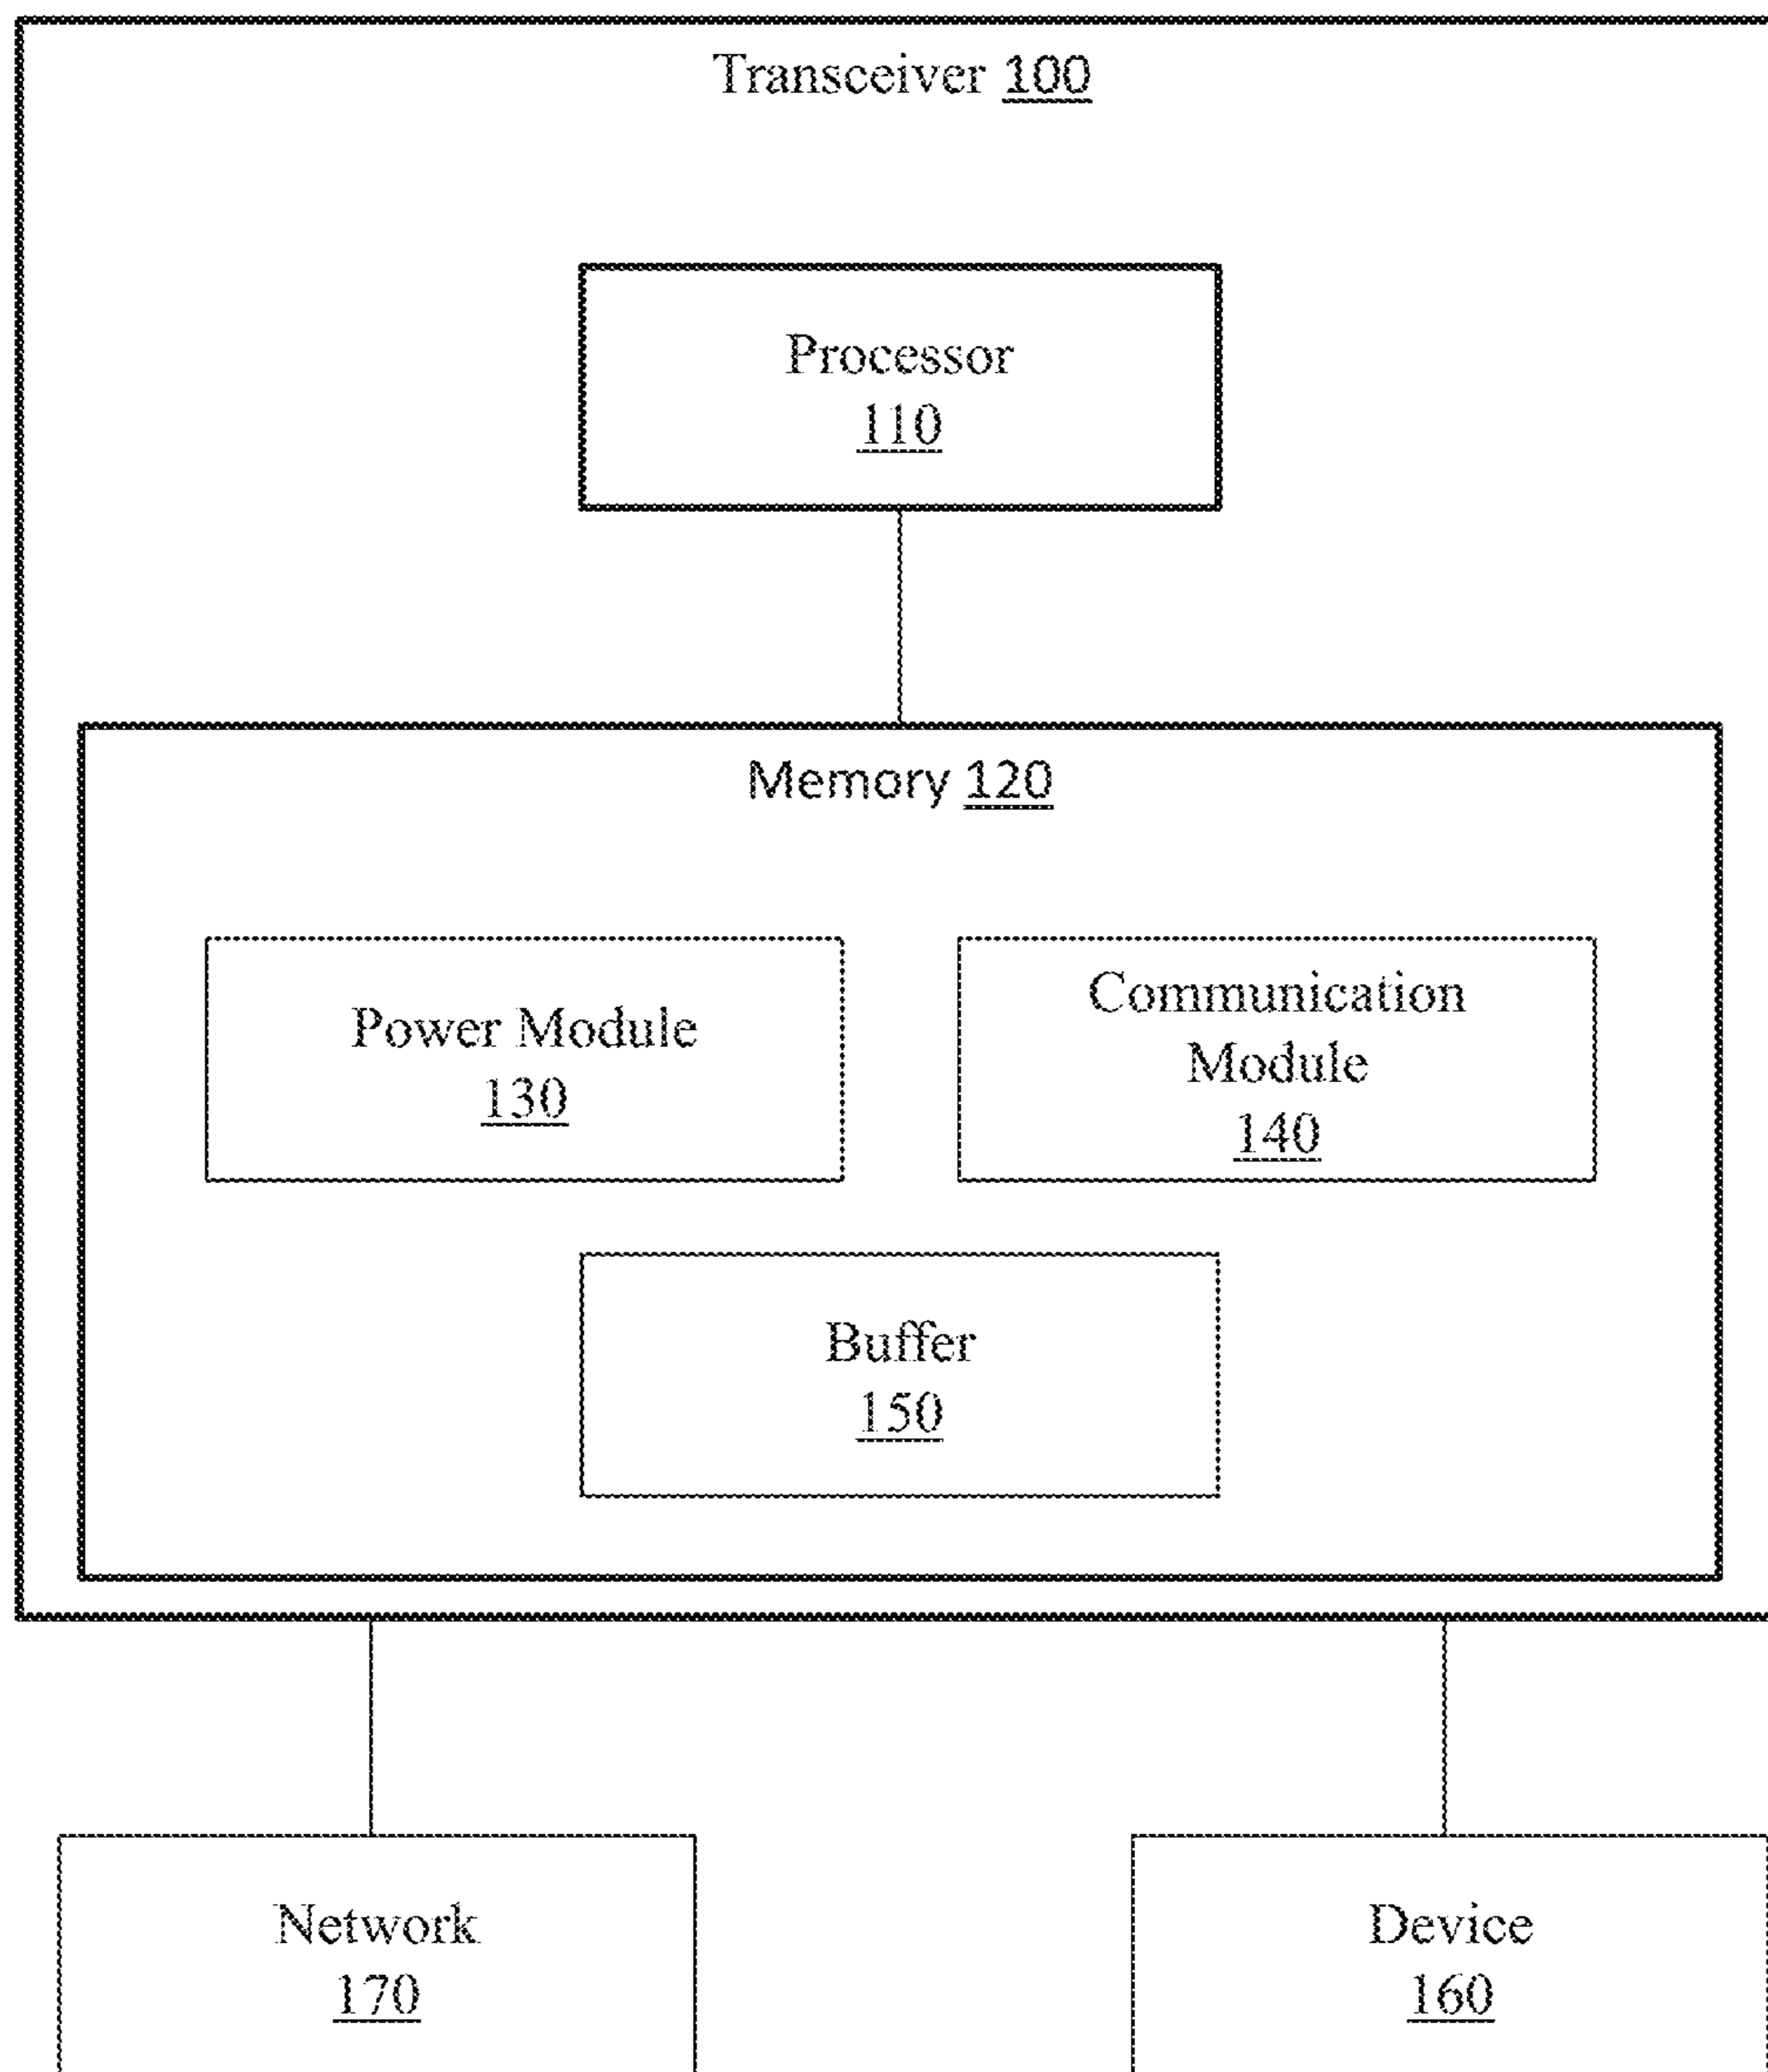 Transceiver 100
Processor
110
Memory 120
Power Module
130
Communication
Module
140
Buffer
150
Network
170
Device
160